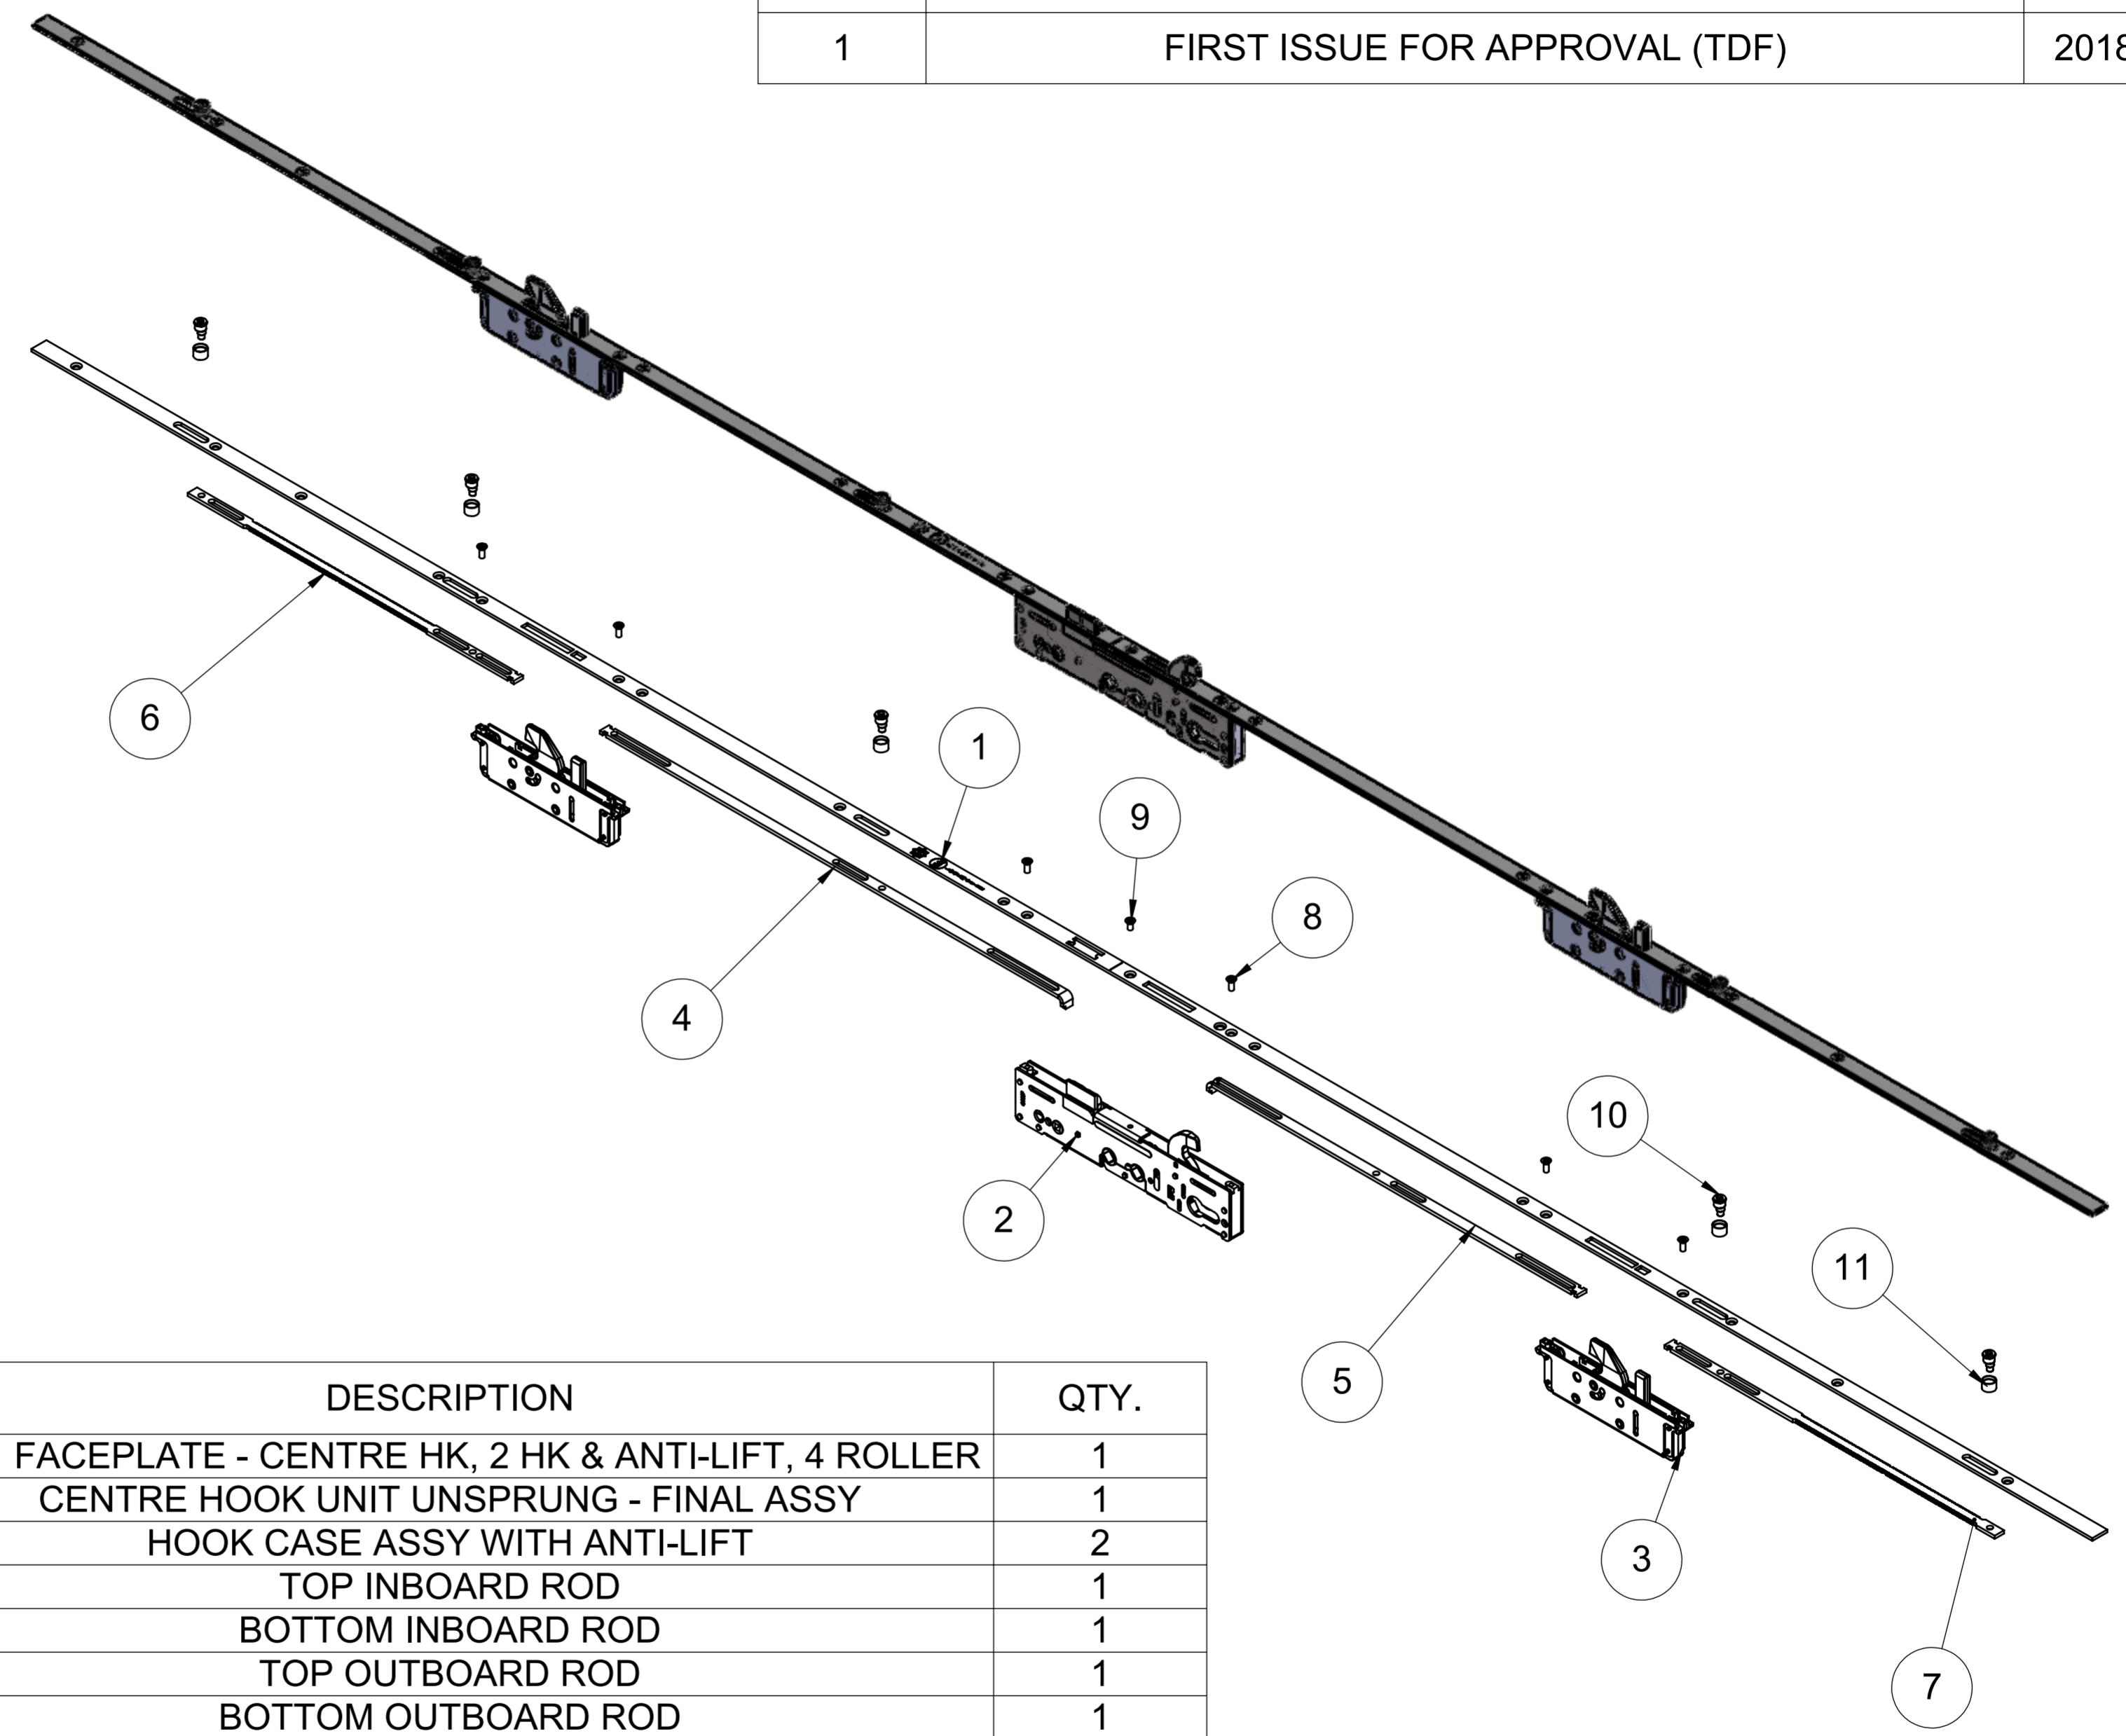 1 FIRST ISSUE FOR APPROVAL (TDF) 2018
6
1
9
8
4
10
2
11
5
3
7
DESCRIPTION QTY.
FACEPLATE - CENTRE HK, 2 HK & ANTI-LIFT, 4 ROLLER 1
CENTRE HOOK UNIT UNSPRUNG - FINAL ASSY 1
HOOK CASE ASSY WITH ANTI-LIFT 2
TOP INBOARD ROD 1
BOTTOM INBOARD ROD 1
TOP OUTBOARD ROD 1
BOTTOM OUTBOARD ROD 1